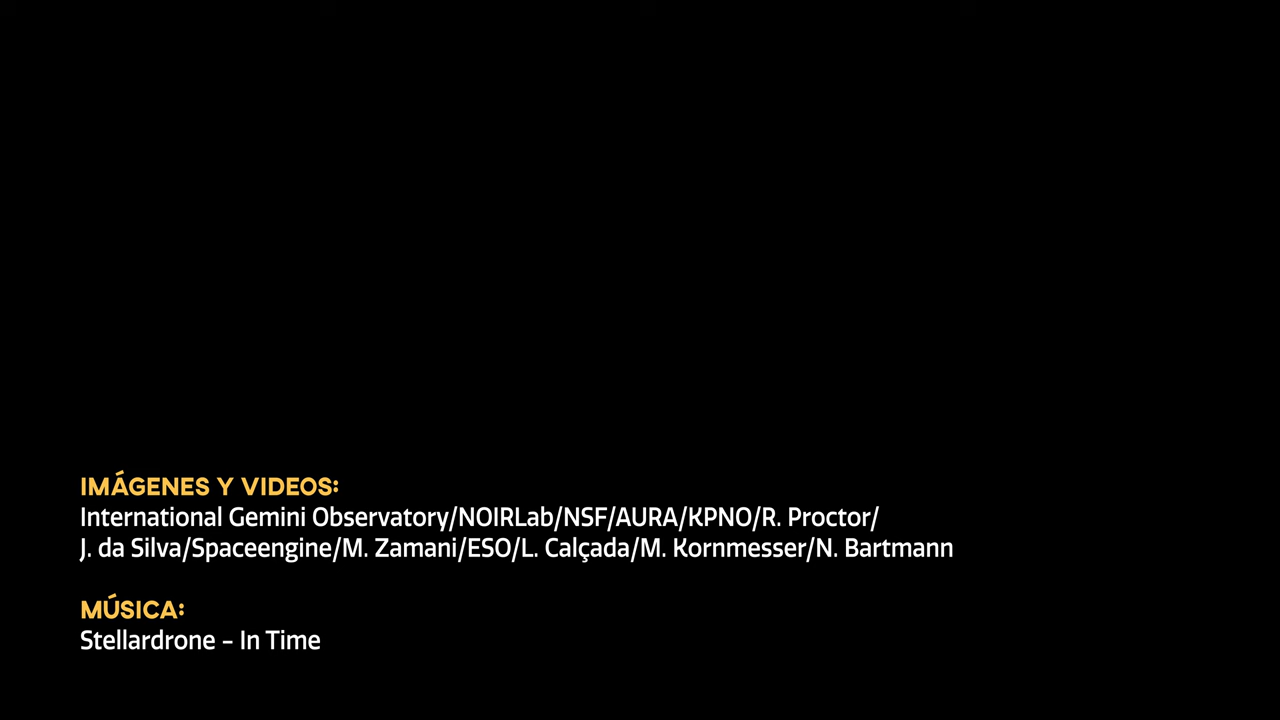 IMÁGENES Y VIDEOS:
International Gemini Observatory/NOIRLab/NSF/AURA/KPNO/R. Proctor/
J. da Silva/Spaceengine/M. Zamani/ESO/L. Calçada/M. Kornmesser/N. Bartmann
MÚSICA:
Stellardrone – In Time